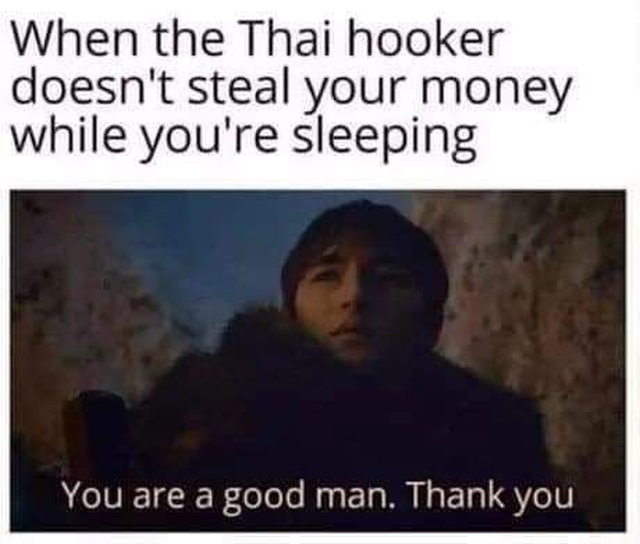 When the Thai hooker
doesn't steal your money
while you're sleeping
You are a good man. Thank you